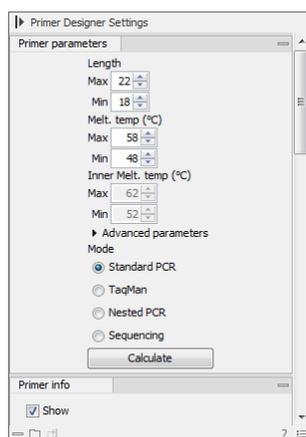 Primer Designer Settings
Primer parameters
Length
Max 22
Min 18
Melt. temp (°C)
Max 58
Min 48
Inner Melt. temp (°C)
Max 62
Min 52
Advanced parameters
Mode
Standard PCR
TaqMan
Nested PCR
Sequencing
Calculate
Primer info
Show
?